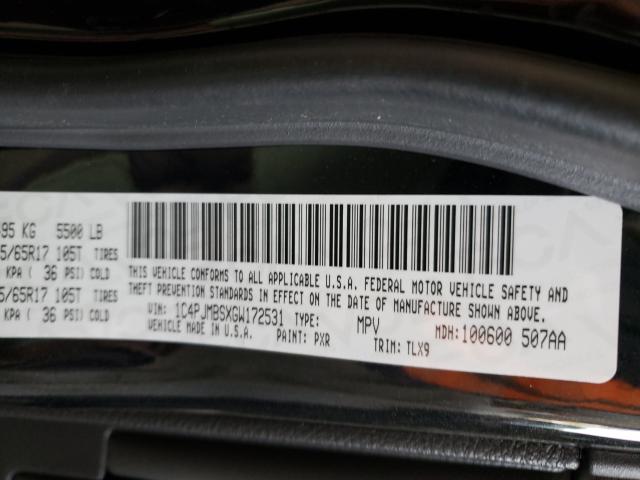 495 KG 5500 LB
5/65R17 105T TIRES
KPA ( 36 PSI) COLD
5/65R17 105T TIRES
KPA ( 36 PSI) COLD
THIS VEHICLE CONFORMS TO ALL APPLICABLE U.S.A. FEDERAL MOTOR VEHICLE SAFETY AND
THEFT PREVENTION STANDARDS IN EFFECT ON THE DATE OF MANUFACTURE SHOWN ABOVE.
VIN: 1C4PJMBSXGW172531 TYPE: MPV MDH: 100600 507AA
VEHICLE MADE IN U.S.A. PAINT: PXR TRIM: TLX9